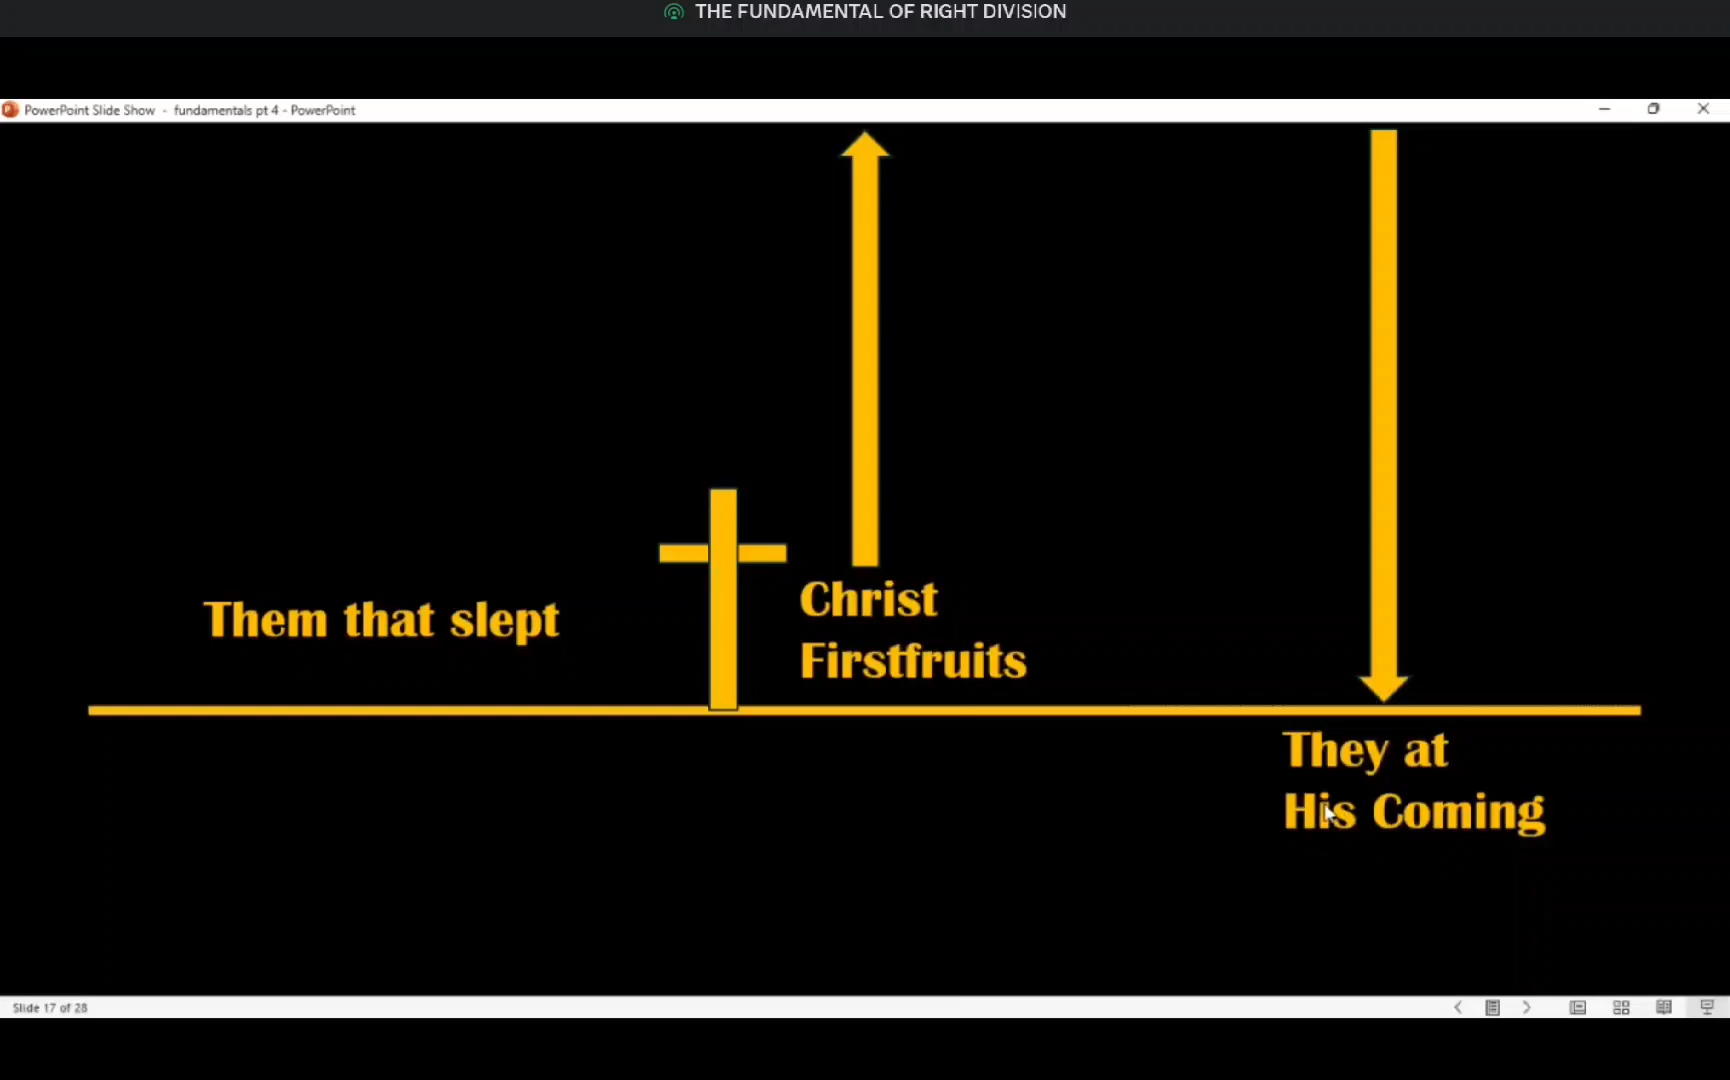 THE FUNDAMENTAL OF RIGHT DIVISION
PowerPoint Slide Show - fundamentals pt 4 - PowerPoint
Them that slept
Christ
Firstfruits
They at
His Coming
Slide 17 of 28